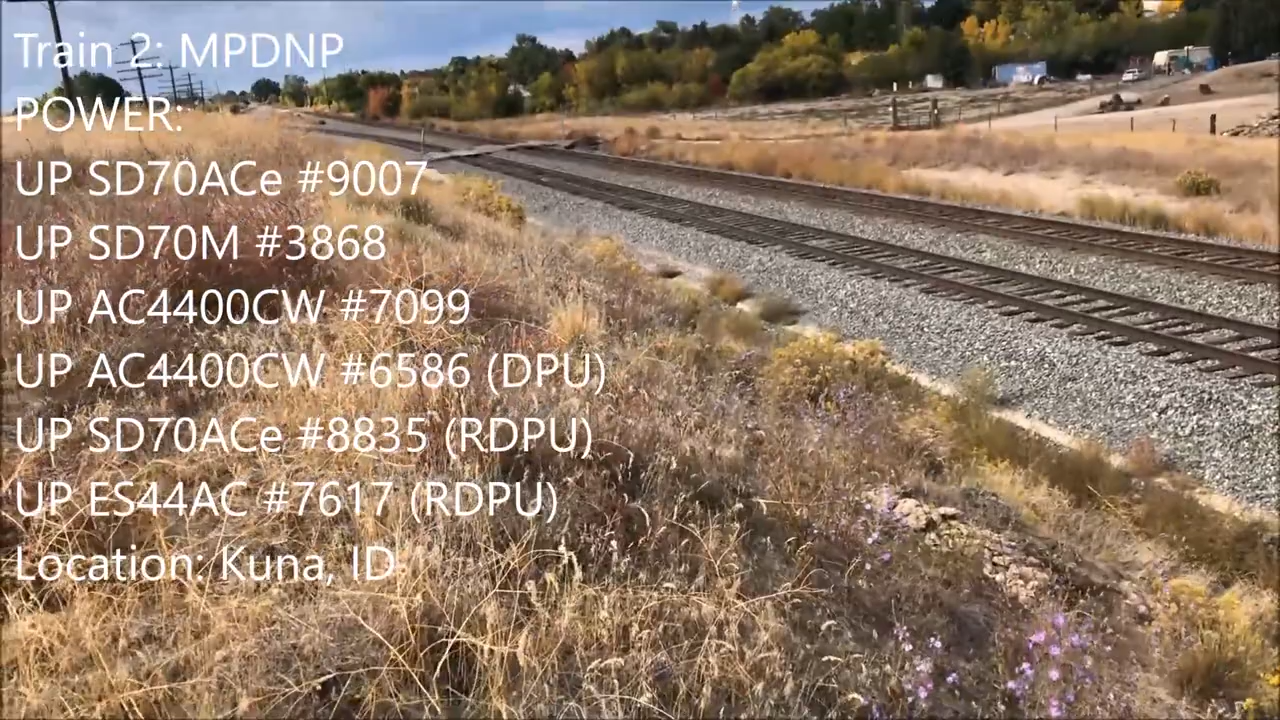 Train 2: MPDNP
POWER:
UP SD70ACe #9007
UP SD70M #3868
UP AC4400CW #7099
UP AC4400CW #6586 (DPU)
UP SD70ACe #8835 (RDPU)
UP ES44AC #7617 (RDPU)
Location: Kuna, ID